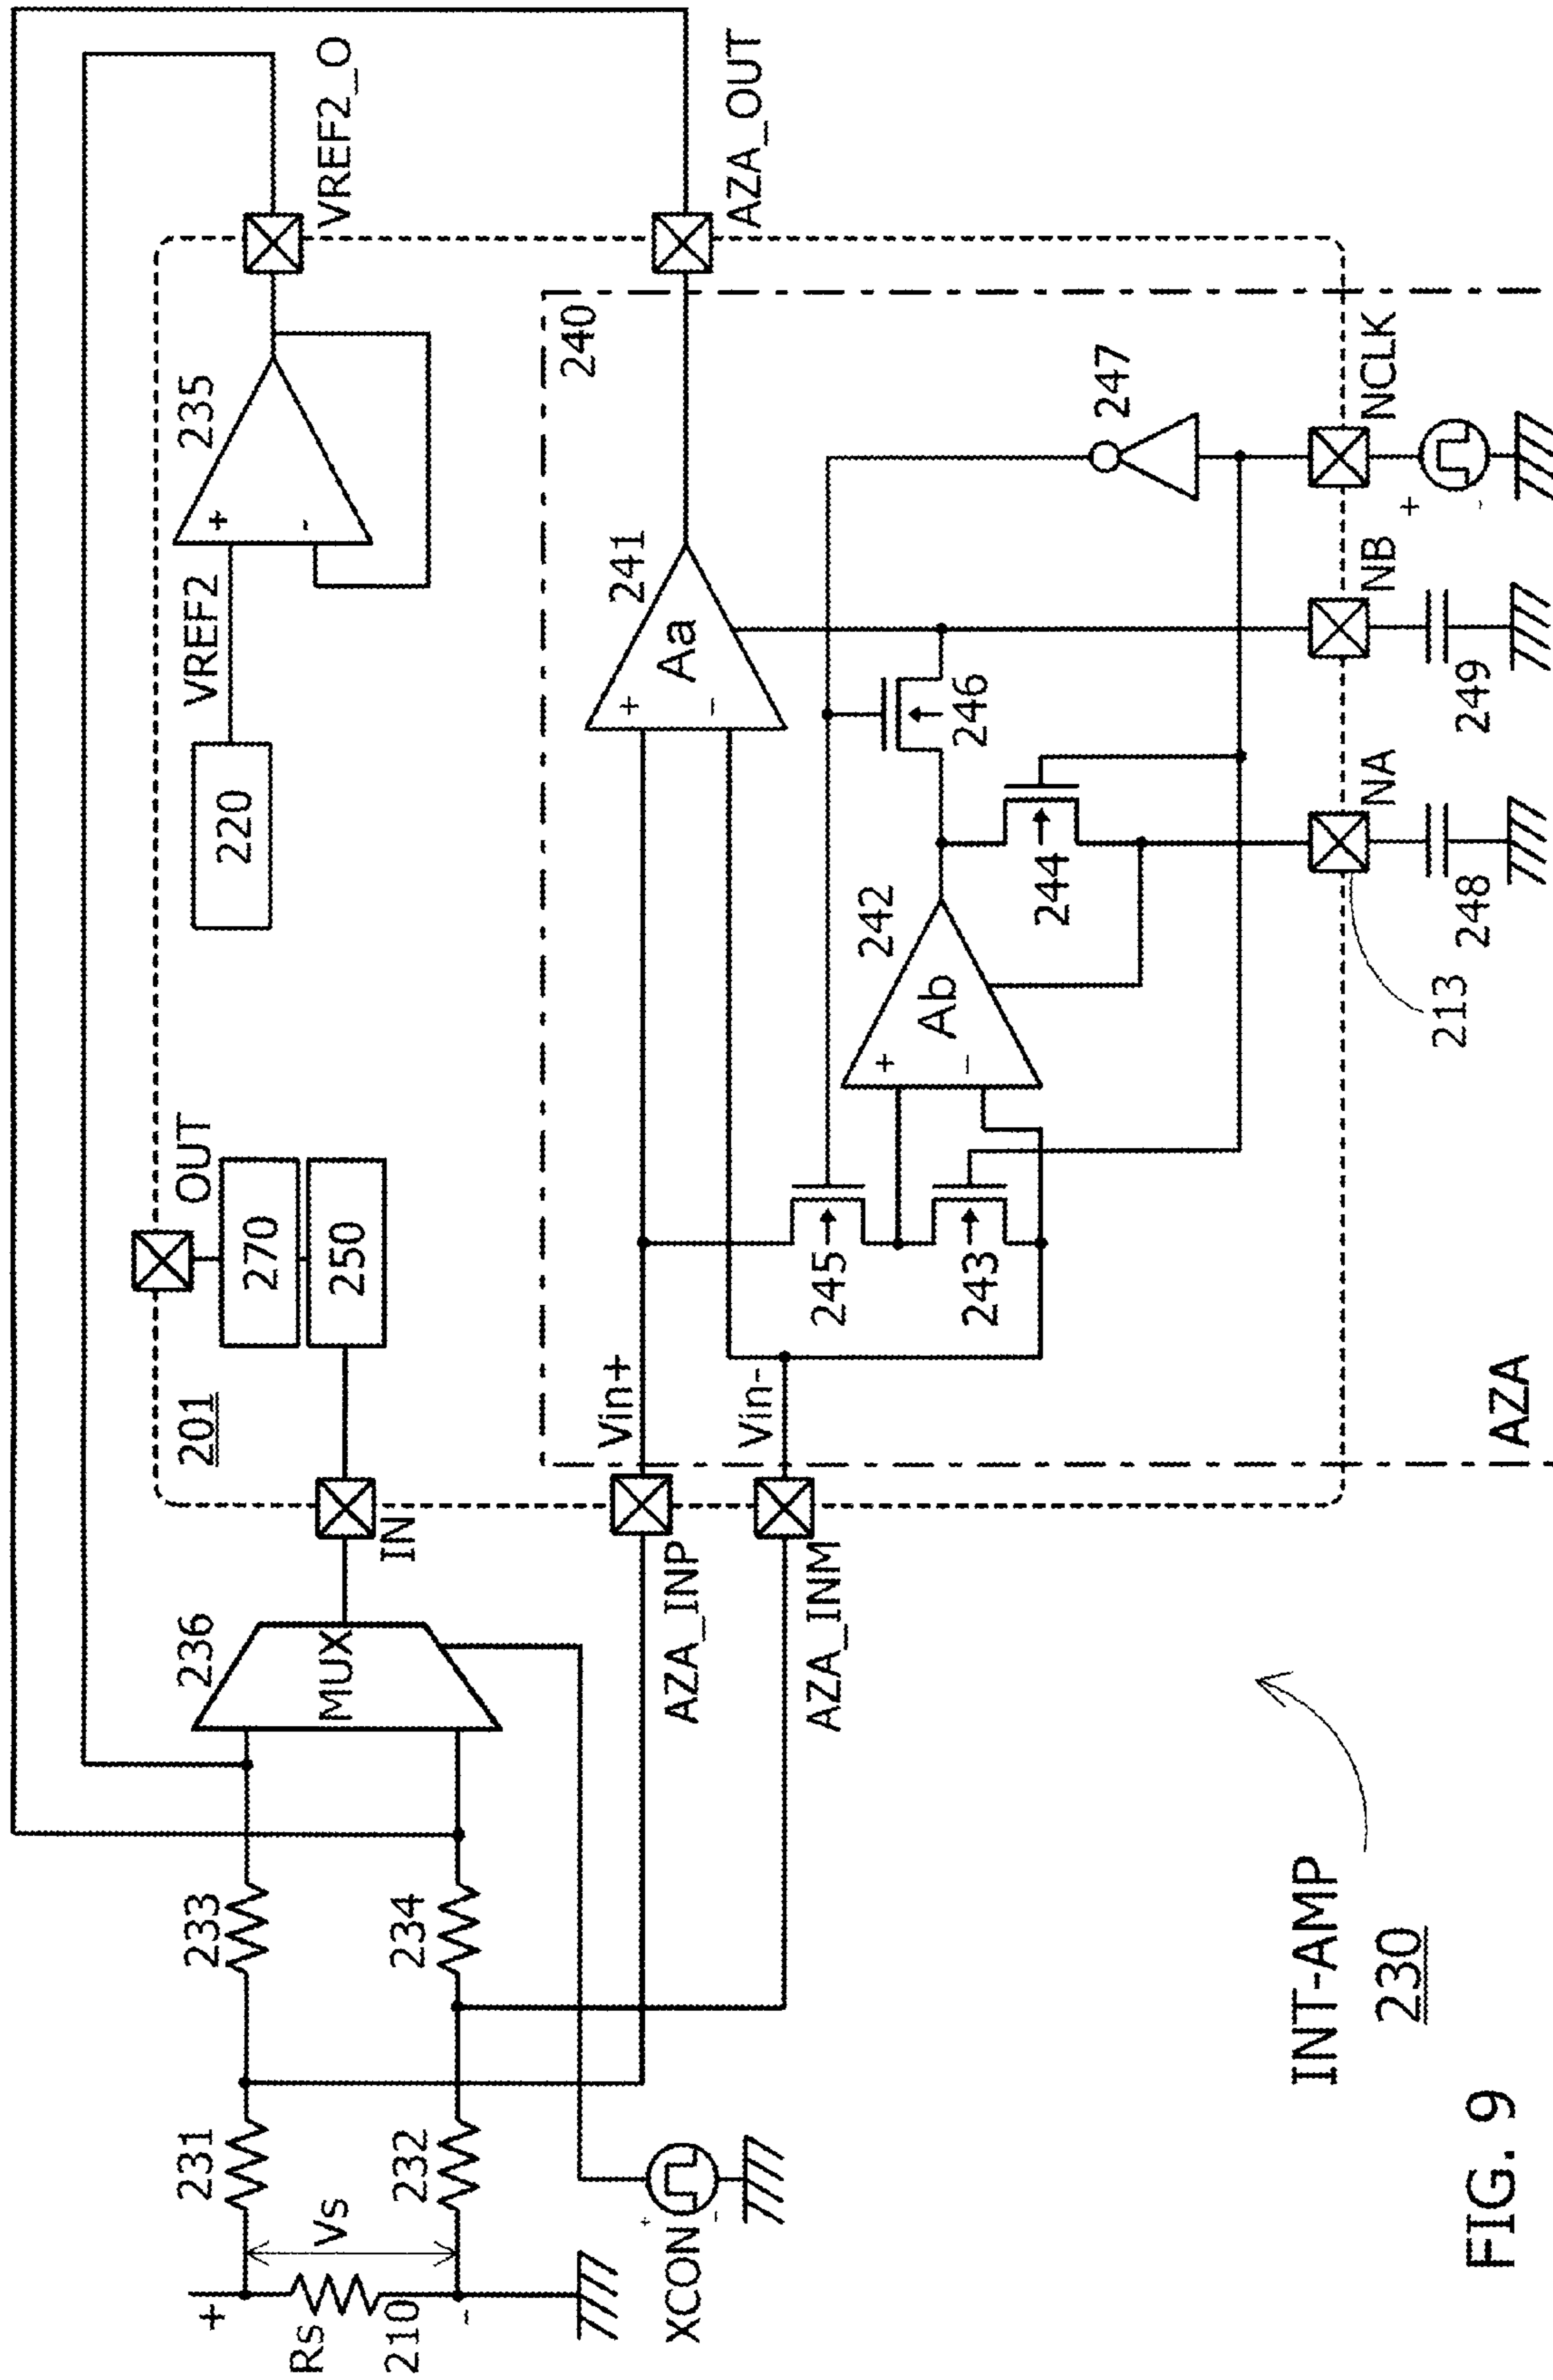 VREF2_O
AZA_OUT
235
+
-
VREF2
220
240
241
Aa
+
−
247
NCLK
+
-
246
NB
249
242
Ab
+
−
244
NA
248
213
OUT
270
250
201
245
243
Vin+
Vin-
AZA
IN
236
MUX
AZA_INP
AZA_INM
233
234
231
232
Vs
+
-
Rs
210
XCON
+
-
INT-AMP
230
FIG. 9